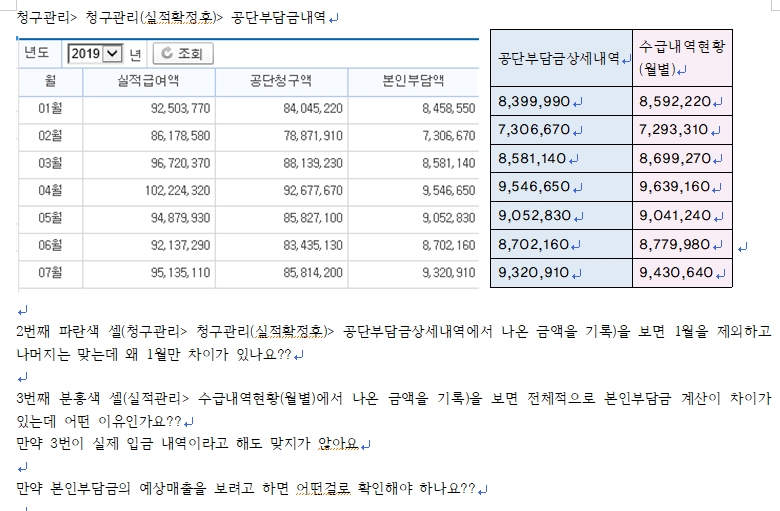 청구관리> 청구관리(실적확정후)> 공단부담금내역
년도 2019 년 조회
월 실적급여액 공단청구액 본인부담액
01월 92,503,770 84,045,220 8,458,550
02월 86,178,580 78,871,910 7,306,670
03월 96,720,370 88,139,230 8,581,140
04월 102,224,320 92,677,670 9,546,650
05월 94,879,930 85,827,100 9,052,830
06월 92,137,290 83,435,130 8,702,160
07월 95,135,110 85,814,200 9,320,910
공단부담금상세내역 수급내역현황
(월별)
8,399,990 8,592,220
7,306,670 7,293,310
8,581,140 8,699,270
9,546,650 9,639,160
9,052,830 9,041,240
8,702,160 8,779,980
9,320,910 9,430,640
2번째 파란색 셀(청구관리> 청구관리(실적확정후)> 공단부담금상세내역에서 나온 금액을 기록)을 보면 1월을 제외하고
나머지는 맞는데 왜 1월만 차이가 있나요??
3번째 분홍색 셀(실적관리> 수급내역현황(월별)에서 나온 금액을 기록)을 보면 전체적으로 본인부담금 계산이 차이가
있는데 어떤 이유인가요??
만약 3번이 실제 입금 내역이라고 해도 맞지가 않아요
만약 본인부담금의 예상매출을 보려고 하면 어떤걸로 확인해야 하나요??